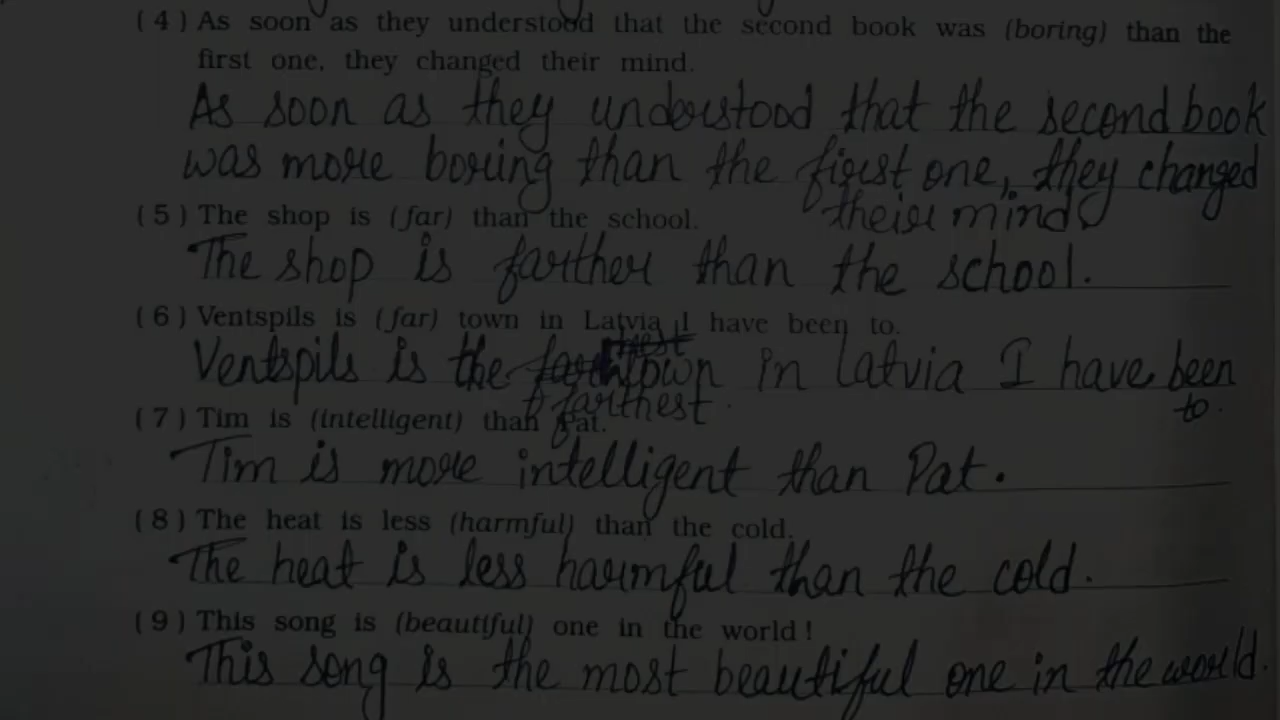 (4) As soon as they understood that the second book was (boring) than the
first one, they changed their mind.
As soon as they understood that the second book
was more boring than the first one, they changed
their mind.
(5) The shop is (far) than the school.
The shop is farther than the school.
(6) Ventspils is (far) town in Latvia I have been to.
Ventspils is the town in latvia I have been
farthest to.
(7) Tim is (intelligent) than Pat.
Tim is more intelligent than Pat.
(8) The heat is less (harmful) than the cold.
The heat is less harmful than the cold.
(9) This song is (beautiful) one in the world!
This song is the most beautiful one in the world.